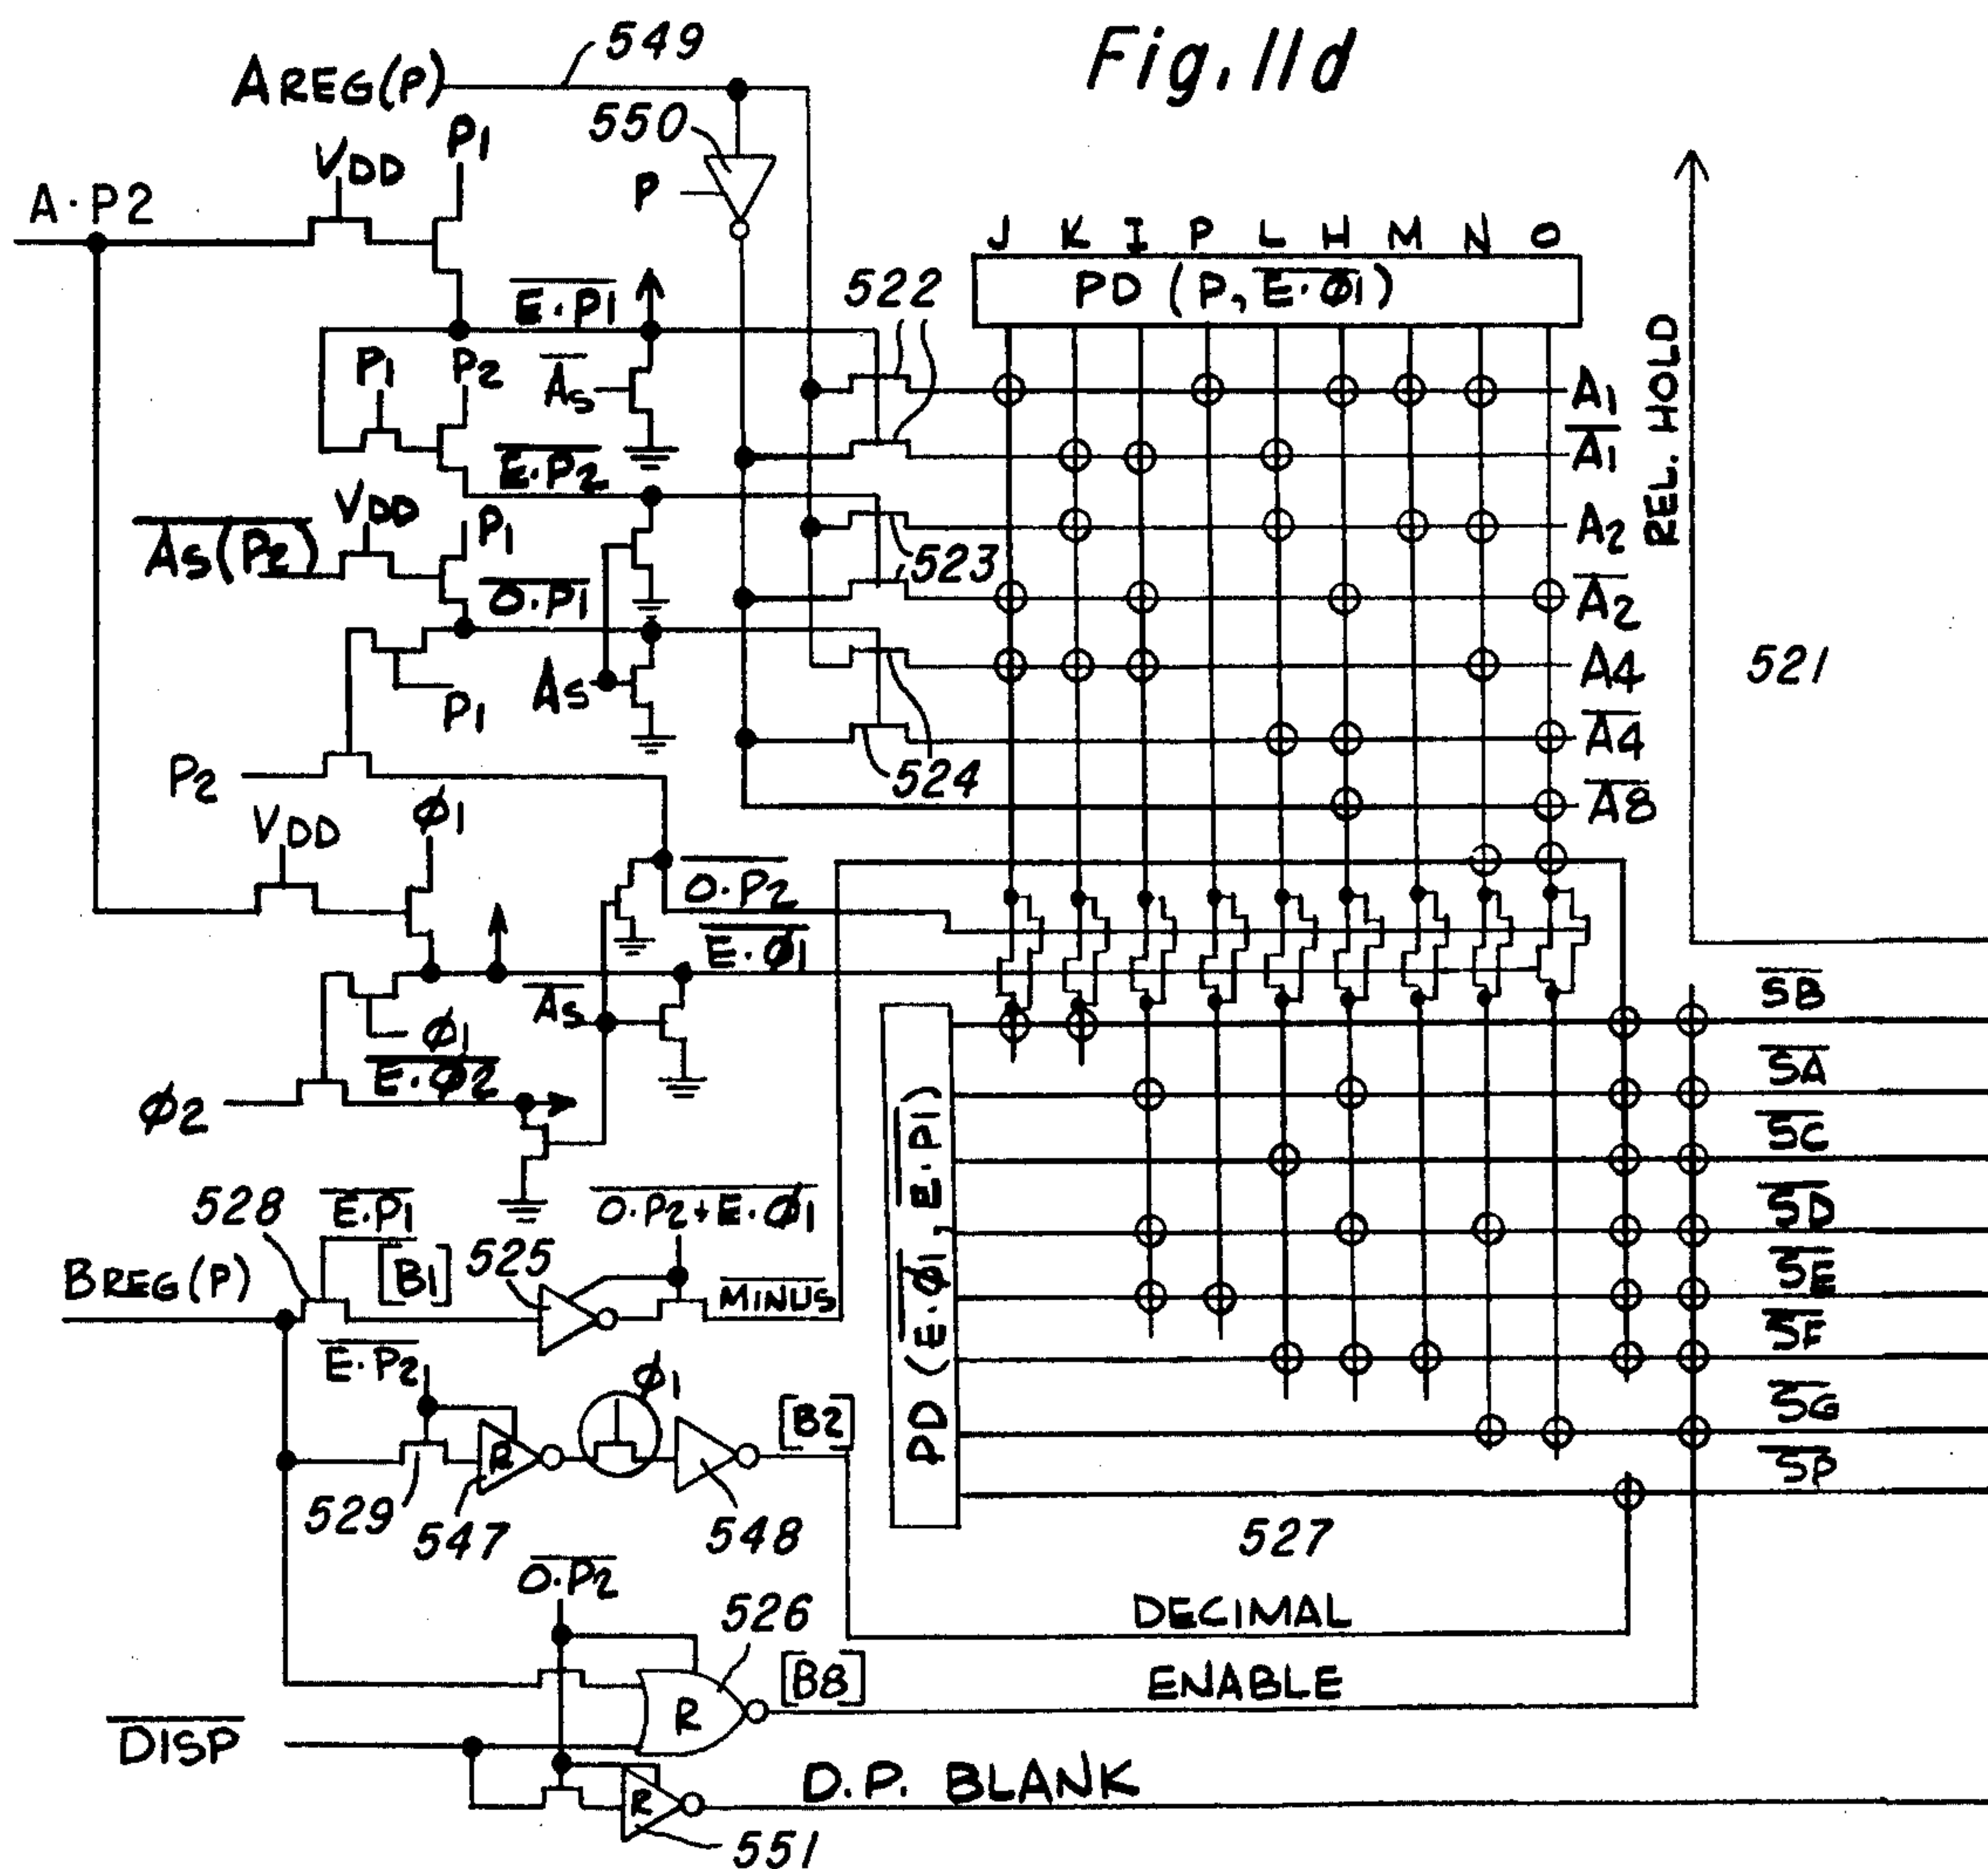 Fig. 11d
549
AREG(P)
550
P1
VDD
P
A·P2
J K I P L H M N O
PD (P, E·φ1)
522
E·P1
REL. HOLD
P1
P2
As
A1
A1
E·P2
VDD
A2
As(P2)
P1
523
O·P1
A2
521
As
A4
P1
A4
P2
524
φ1
A8
VDD
O·P2
E·φ1
As
SB
φ1
E·φ2
SA
φ2
PD (E·φ1, E·P1)
SC
528
E·P1
O·P2+E·φ1
SD
BREG(P)
[B1]
525
SE
MINUS
E·P2
SF
φ1
[B2]
SG
R
SP
529
547
548
527
O·P2
526
DECIMAL
[B8]
ENABLE
R
DISP
D.P. BLANK
R
551